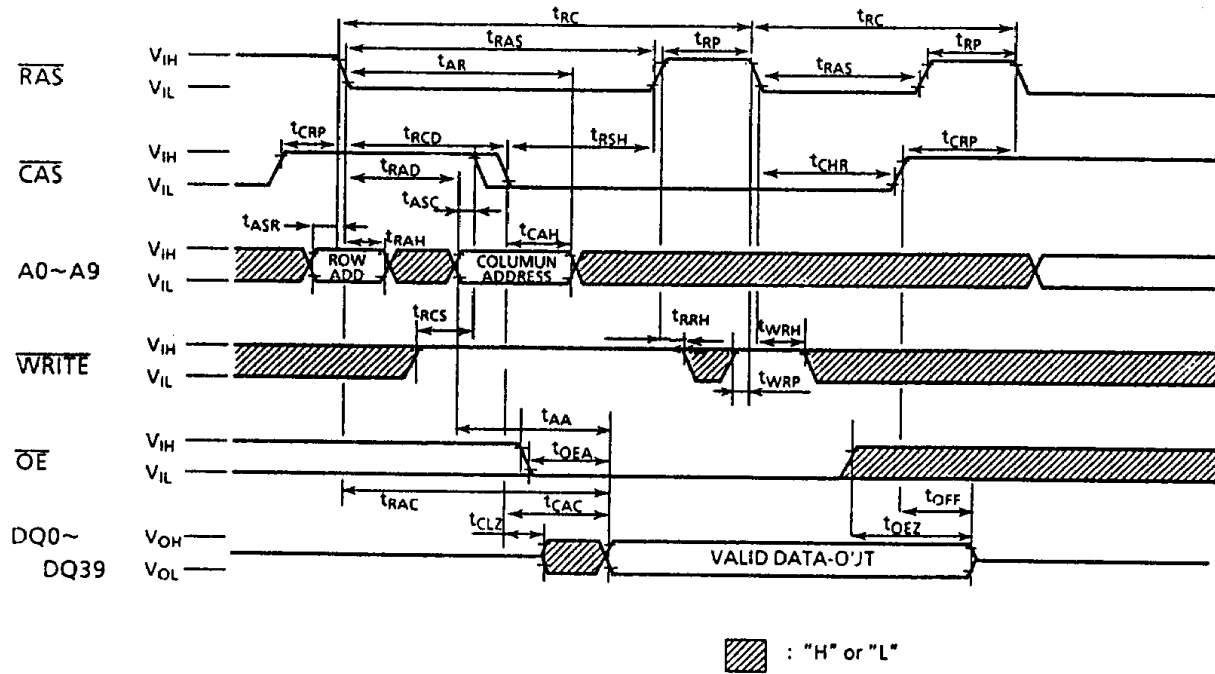 tRC tRC
tRAS tRP tRAS tRP
tAR
RAS VIH
VIL
tCRP tRCD tRSH tCRP
CAS VIH
VIL
tRAD tCHR
tASC
tASR tRAH tCAH
A0~A9 VIH
VIL
ROW ADD
COLUMUN ADDRESS
tRCS tRRH tWRH
WRITE VIH
VIL
tWRP
tAA
OE VIH
VIL
tOEA
tRAC tCAC tOFF
tCLZ tOEZ
DQ0~
DQ39
VOH
VOL
VALID DATA-O'JT
: "H" or "L"